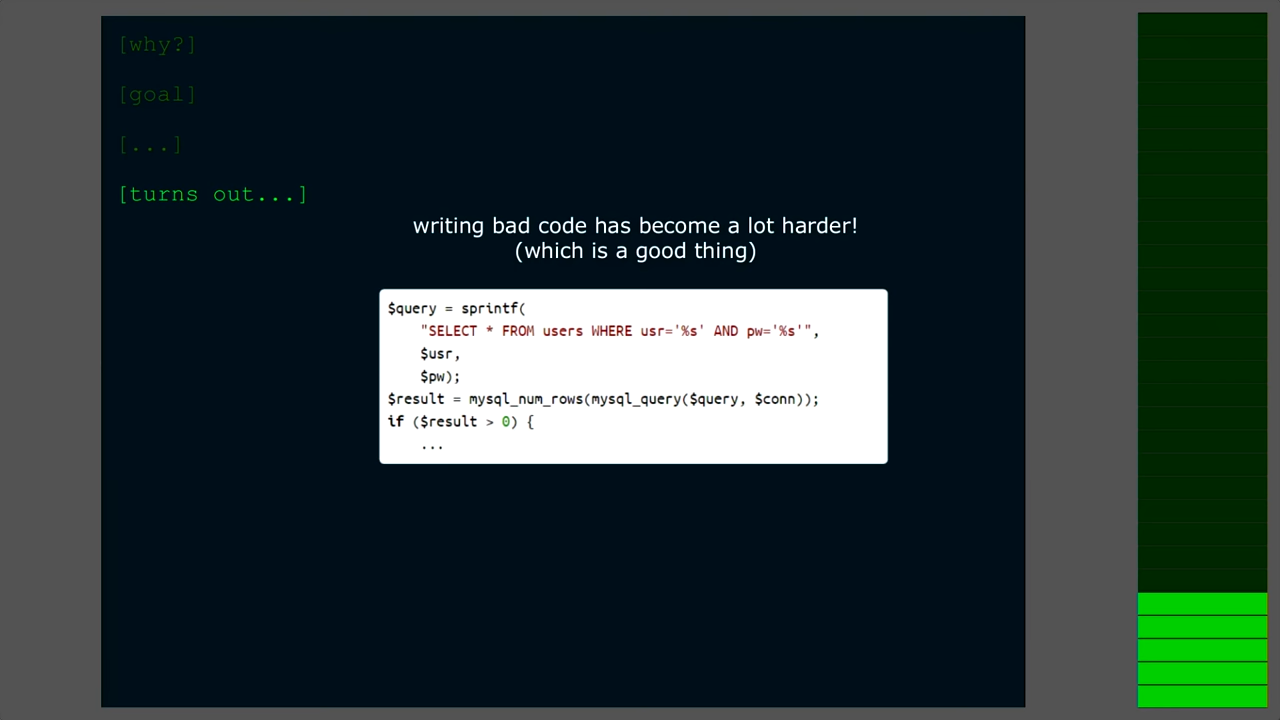 [why?]
[goal]
[...]
[turns out...]
writing bad code has become a lot harder!
(which is a good thing)
$query = sprintf(
    "SELECT * FROM users WHERE usr='%s' AND pw='%s'",
    $usr,
    $pw);
$result = mysql_num_rows(mysql_query($query, $conn));
if ($result > 0) {
    ...